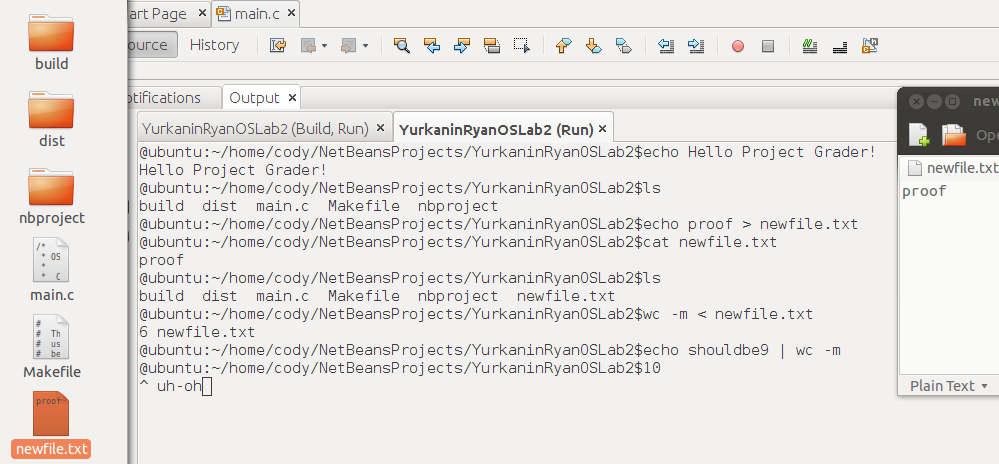 build
dist
nbproject
/*
* OS
*
* C
main.c
#
# Th
# us
# be
Makefile
proof
newfile.txt
art Page × main.c ×
ource History
otifications Output ×
YurkaninRyanOSLab2 (Build, Run) × YurkaninRyanOSLab2 (Run) ×
@ubuntu:~/home/cody/NetBeansProjects/YurkaninRyanOSLab2$echo Hello Project Grader!
Hello Project Grader!
@ubuntu:~/home/cody/NetBeansProjects/YurkaninRyanOSLab2$ls
build  dist  main.c  Makefile  nbproject
@ubuntu:~/home/cody/NetBeansProjects/YurkaninRyanOSLab2$echo proof > newfile.txt
@ubuntu:~/home/cody/NetBeansProjects/YurkaninRyanOSLab2$cat newfile.txt
proof
@ubuntu:~/home/cody/NetBeansProjects/YurkaninRyanOSLab2$ls
build  dist  main.c  Makefile  nbproject  newfile.txt
@ubuntu:~/home/cody/NetBeansProjects/YurkaninRyanOSLab2$wc -m < newfile.txt
6 newfile.txt
@ubuntu:~/home/cody/NetBeansProjects/YurkaninRyanOSLab2$echo shouldbe9 | wc -m
@ubuntu:~/home/cody/NetBeansProjects/YurkaninRyanOSLab2$10
^ uh-oh
new
Ope
newfile.txt
proof
Plain Text